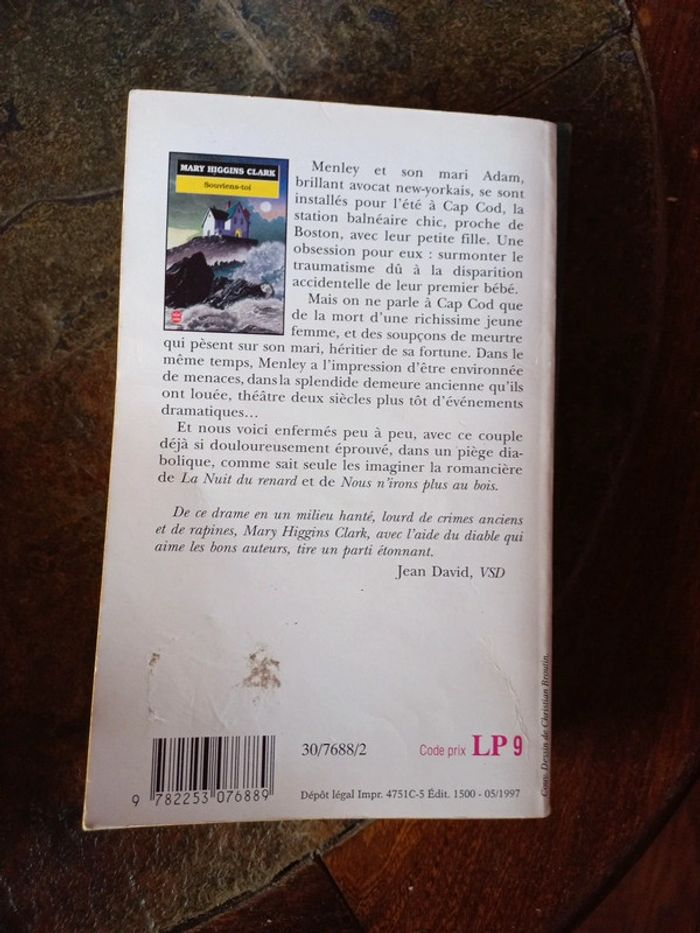 MARY HIGGINS CLARK
Souviens-toi
Menley et son mari Adam,
brillant avocat new-yorkais, se sont
installés pour l'été à Cap Cod, la
station balnéaire chic, proche de
Boston, avec leur petite fille. Une
obsession pour eux : surmonter le
traumatisme dû à la disparition
accidentelle de leur premier bébé.
Mais on ne parle à Cap Cod que
de la mort d'une richissime jeune
femme, et des soupçons de meurtre
qui pèsent sur son mari, héritier de sa fortune. Dans le
même temps, Menley a l'impression d'être environnée
de menaces, dans la splendide demeure ancienne qu'ils
ont louée, théâtre deux siècles plus tôt d'événements
dramatiques…
Et nous voici enfermés peu à peu, avec ce couple
déjà si douloureusement éprouvé, dans un piège dia-
bolique, comme sait seule les imaginer la romancière
de La Nuit du renard et de Nous n'irons plus au bois.
De ce drame en un milieu hanté, lourd de crimes anciens
et de rapines, Mary Higgins Clark, avec l'aide du diable qui
aime les bons auteurs, tire un parti étonnant.
Jean David, VSD
Couv. Dessin de Christian Broutin.
30/7688/2
Code prix LP 9
9 782253 076889
Dépôt légal Impr. 4751C-5 Édit. 1500 - 05/1997